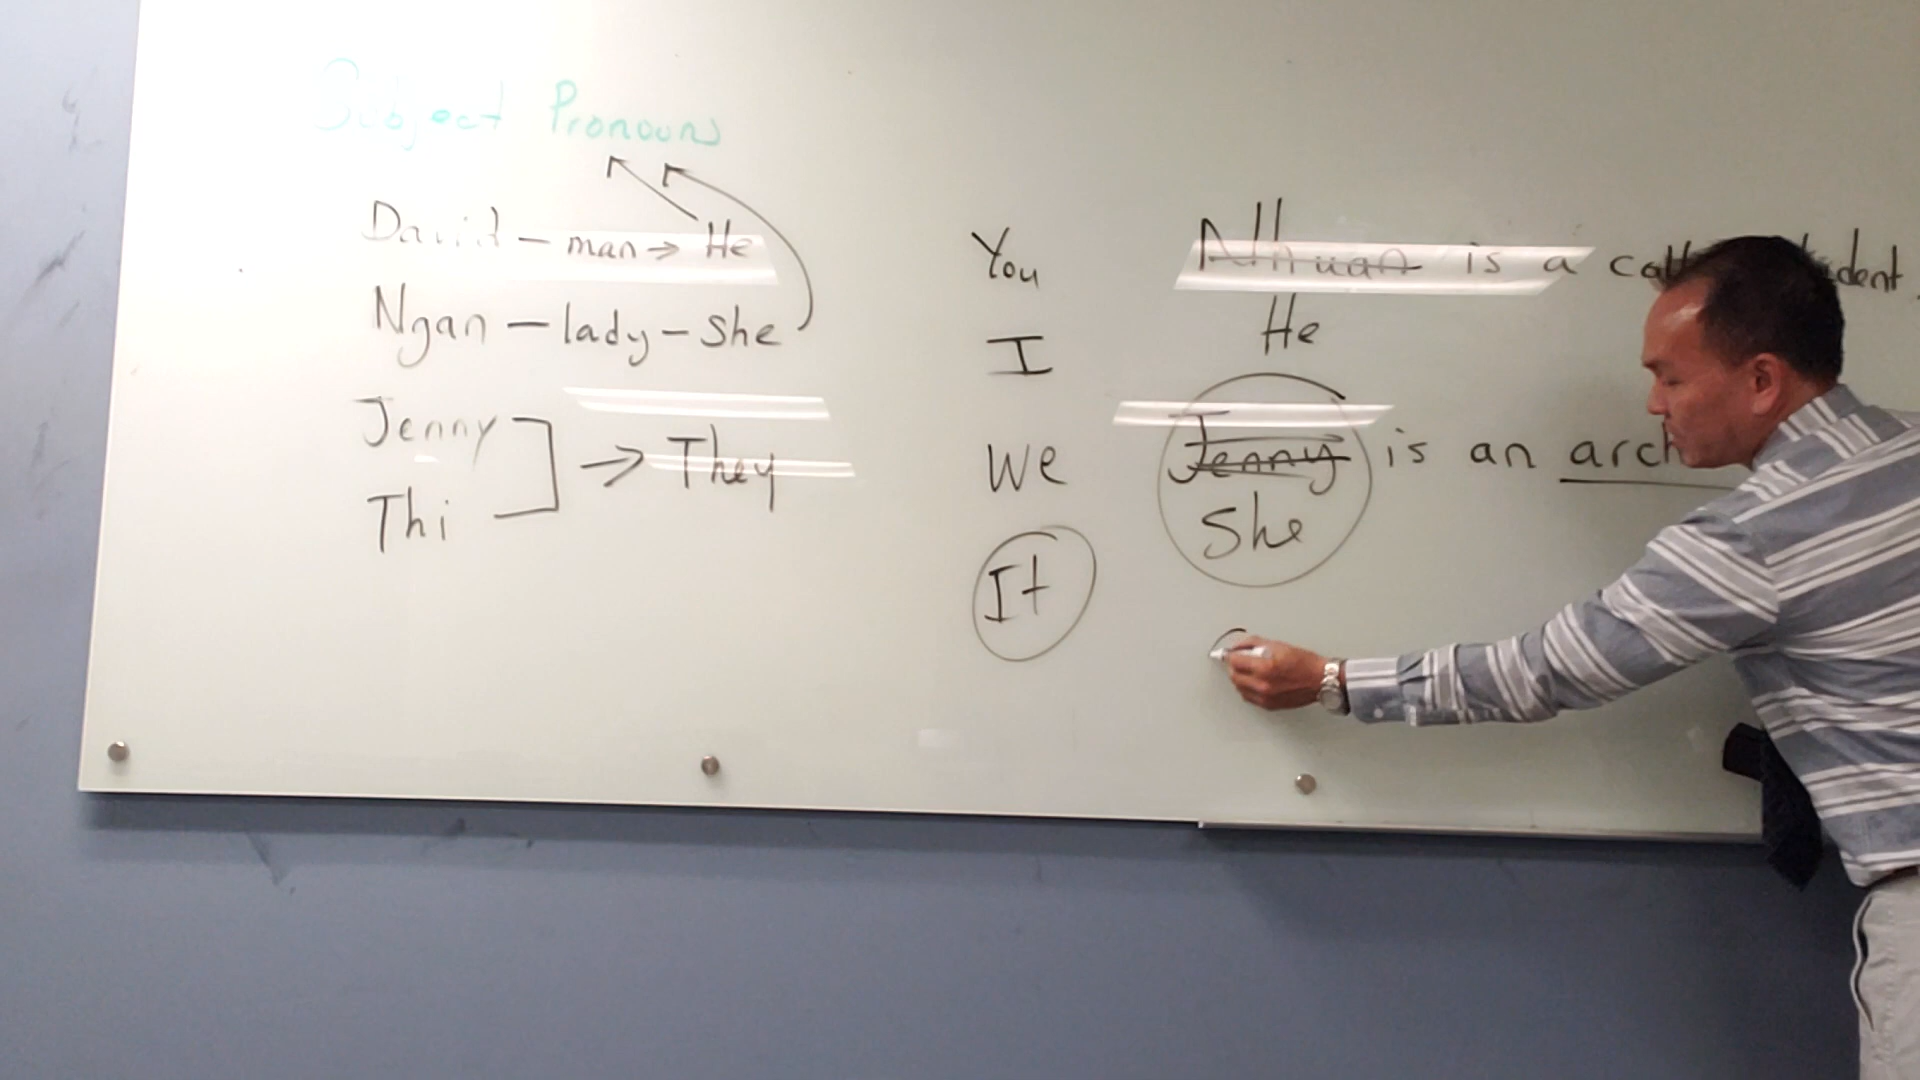 Subject Pronouns
David - man → He
Ngan - lady - she
Jenny
Thi
→ They
You
I
We
It
is a
He
Jenny is an
She